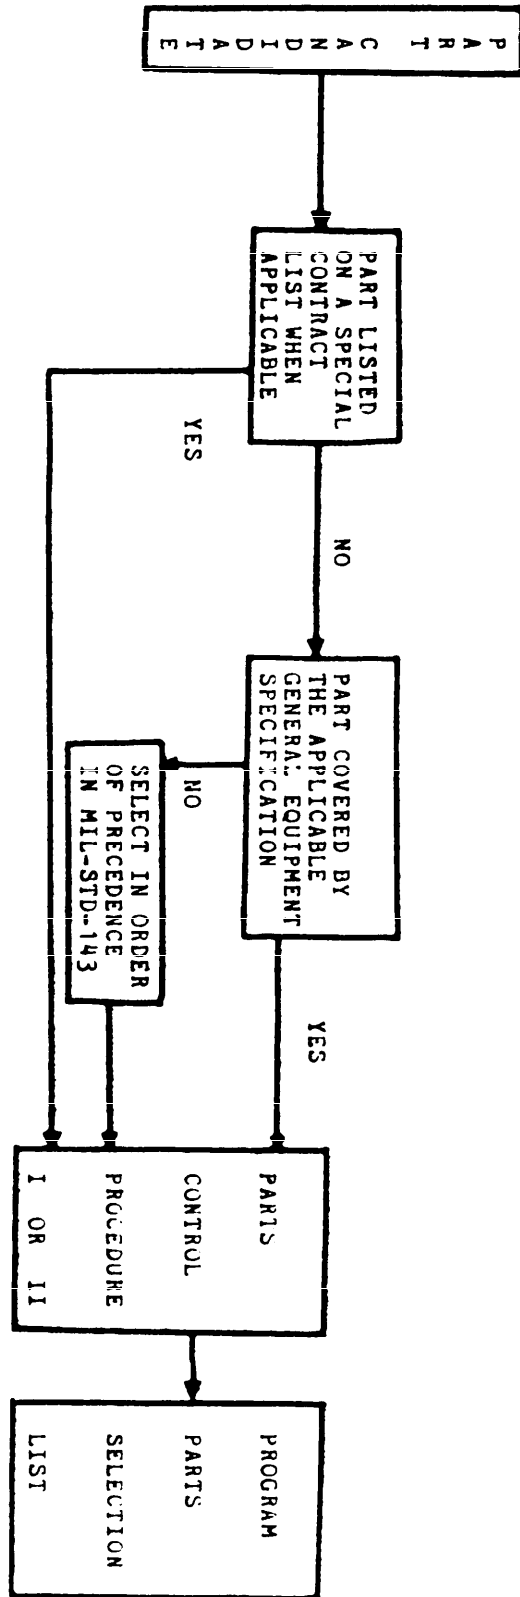 PART CANDIDATE
PART LISTED
ON A SPECIAL
CONTRACT
LIST WHEN
APPLICABLE
YES
NO
PART COVERED BY
THE APPLICABLE
GENERAL EQUIPMENT
SPECIFICATION
NO
YES
SELECT IN ORDER
OF PRECEDENCE
IN MIL-STD-143
PARTS
CONTROL
PROCEDURE
I OR II
PROGRAM
PARTS
SELECTION
LIST